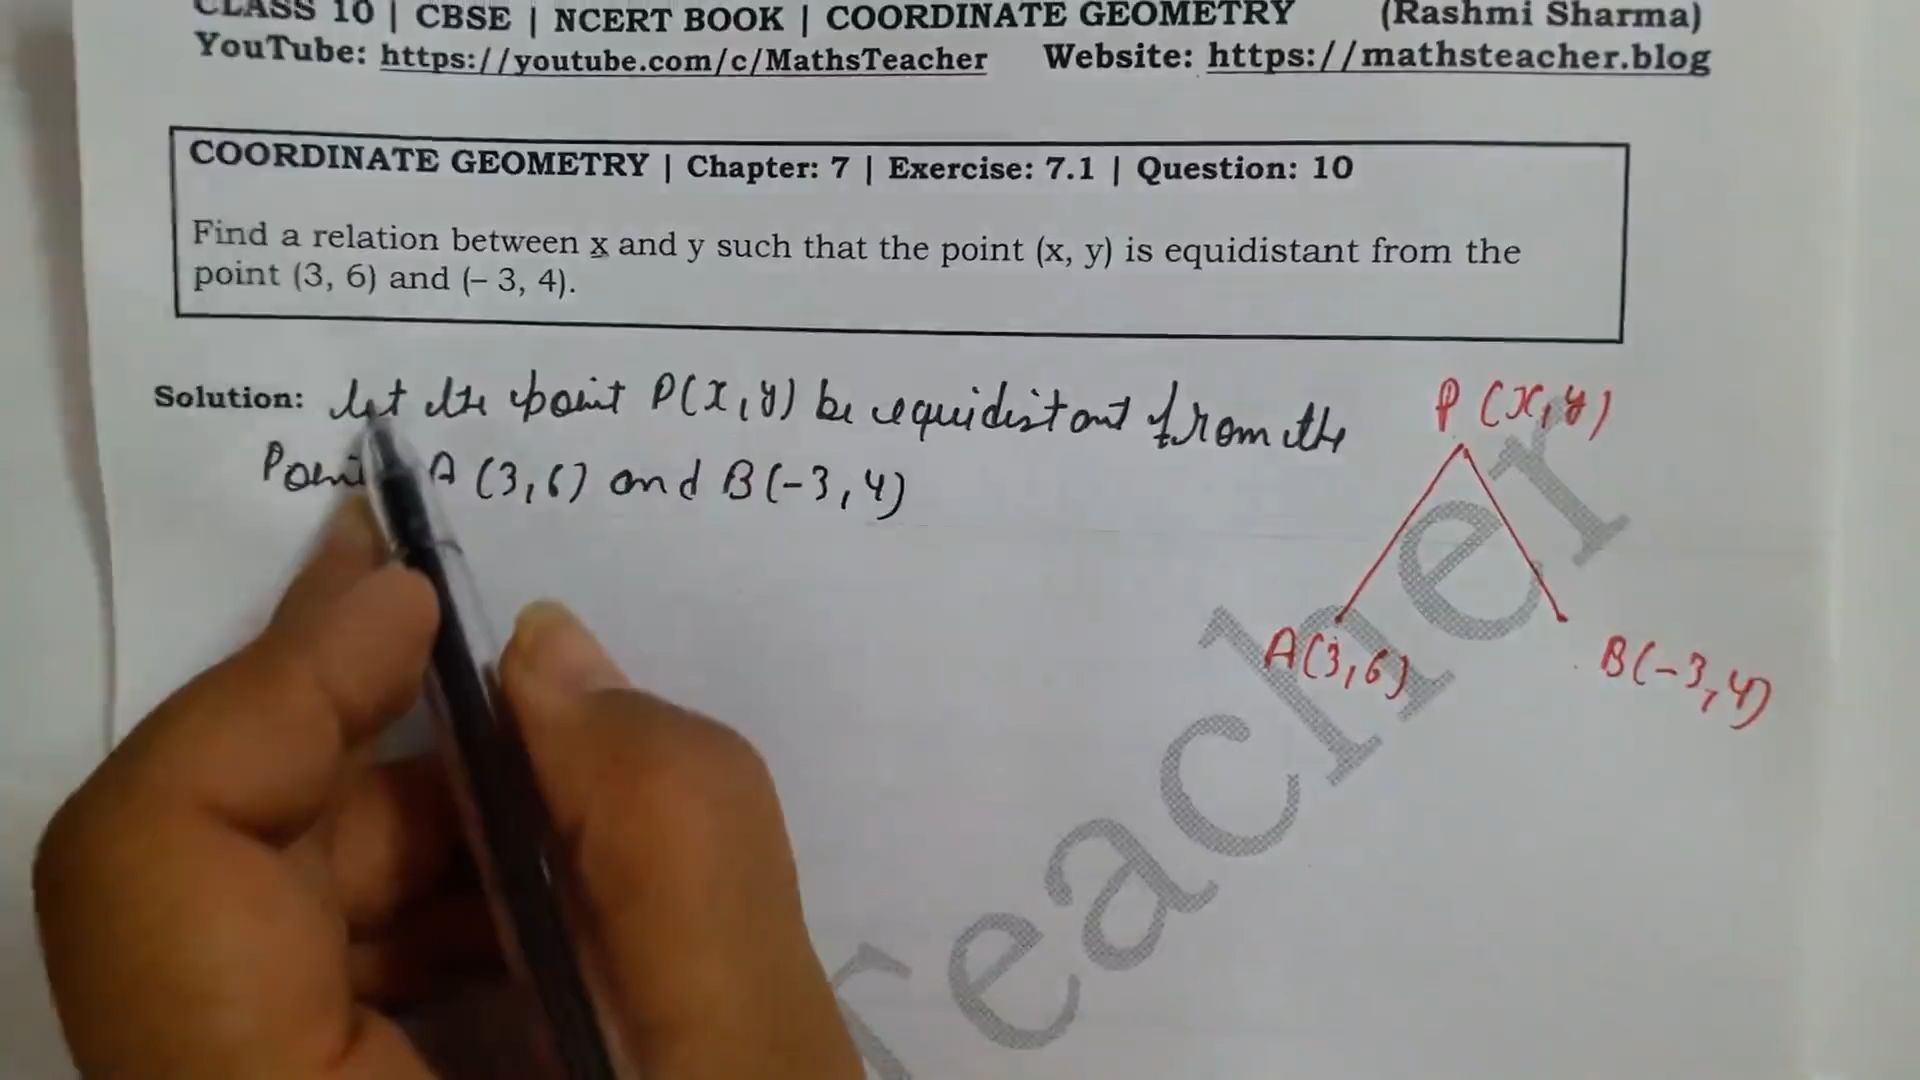 CLASS 10 | CBSE | NCERT BOOK | COORDINATE GEOMETRY (Rashmi Sharma)
YouTube: https://youtube.com/c/MathsTeacher Website: https://mathsteacher.blog
COORDINATE GEOMETRY | Chapter: 7 | Exercise: 7.1 | Question: 10
Find a relation between x and y such that the point (x, y) is equidistant from the
point (3, 6) and (– 3, 4).
Solution: Let the point P(x,y) be equidistant from the
A (3,6) and B(-3,4)
P (x,y)
A(3,6)
B(-3,4)
eacher